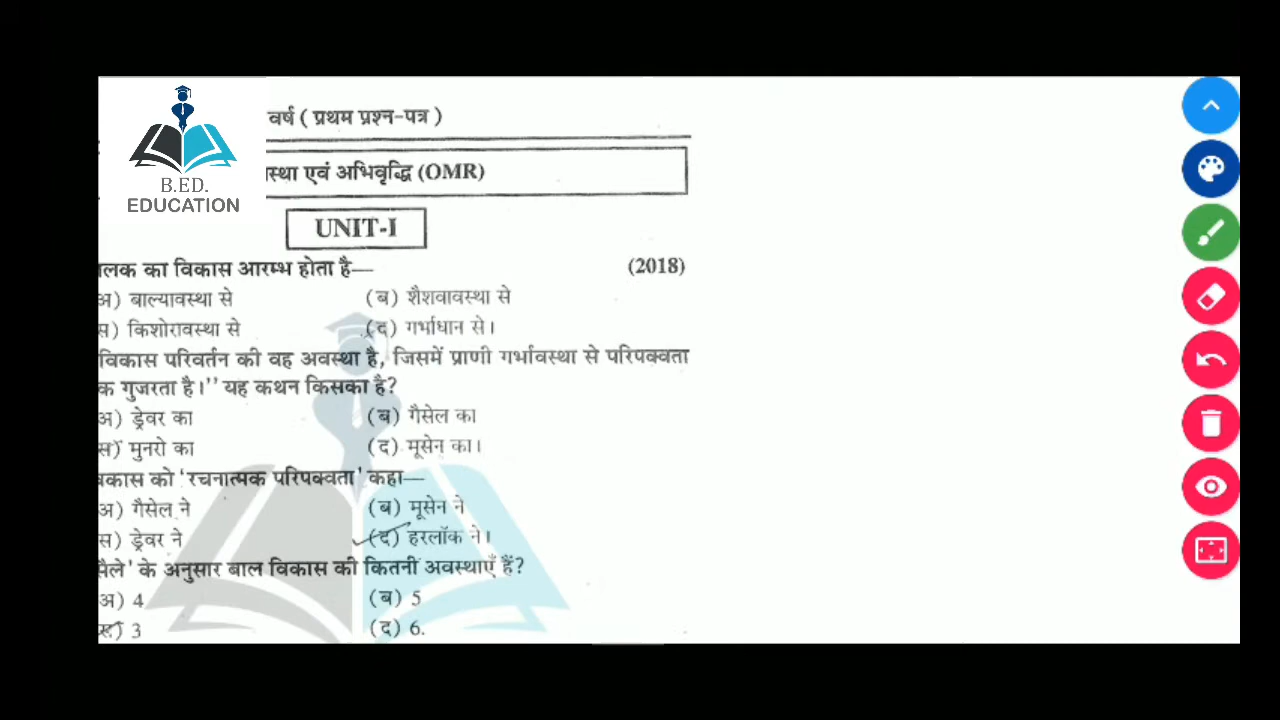 वर्ष ( प्रथम प्रश्न-पत्र )
स्था एवं अभिवृद्धि (OMR)
B.ED.
EDUCATION
UNIT-I
लक का विकास आरम्भ होता है— (2018)
अ) बाल्यावस्था से (ब) शैशवावस्था से
स) किशोरावस्था से (द) गर्भाधान से।
विकास परिवर्तन की वह अवस्था है, जिसमें प्राणी गर्भावस्था से परिपक्वता
क गुजरता है।” यह कथन किसका है?
अ) ड्रेवर का (ब) गैसेल का
स) मुनरो का (द) मूसेन का।
वकास को ‘रचनात्मक परिपक्वता’ कहा—
अ) गैसेल ने (ब) मूसेन ने
स) ड्रेवर ने (द) हरलॉक ने।
सैले’ के अनुसार बाल विकास की कितनी अवस्थाएँ हैं?
अ) 4 (ब) 5
स) 3 (द) 6.